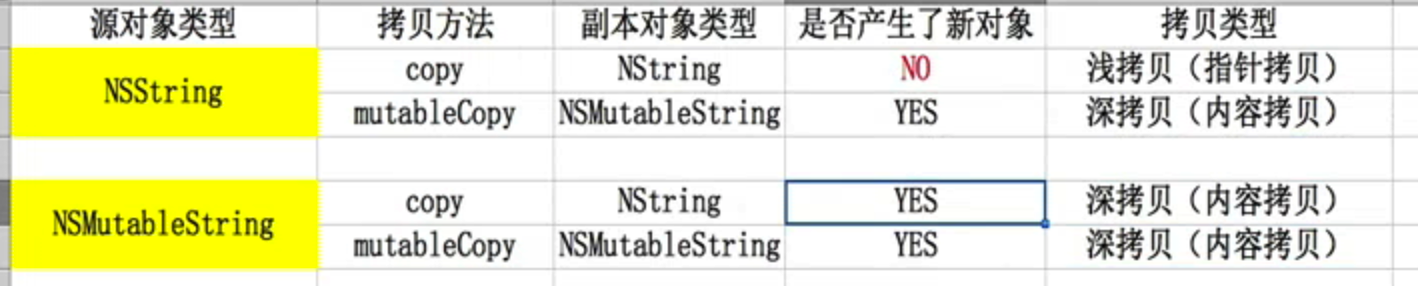 源对象类型 拷贝方法 副本对象类型 是否产生了新对象 拷贝类型
NSString copy NString NO 浅拷贝（指针拷贝）
mutableCopy NSMutableString YES 深拷贝（内容拷贝）
NSMutableString copy NString YES 深拷贝（内容拷贝）
mutableCopy NSMutableString YES 深拷贝（内容拷贝）